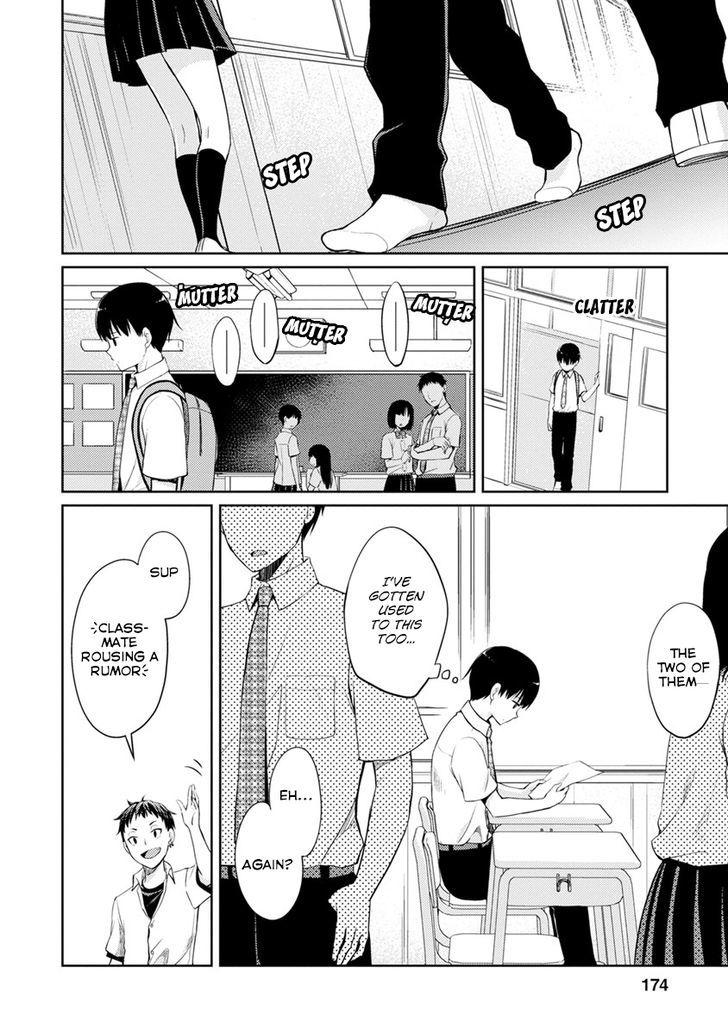 STEP
STEP
CLATTER
MUTTER
MUTTER
MUTTER
MUTTER
THE
TWO OF
THEM—
I'VE
GOTTEN
USED
TO THIS
TOO...
EH...
AGAIN?
SUP
CLASS-
MATE
ROUSING A
RUMOR
174